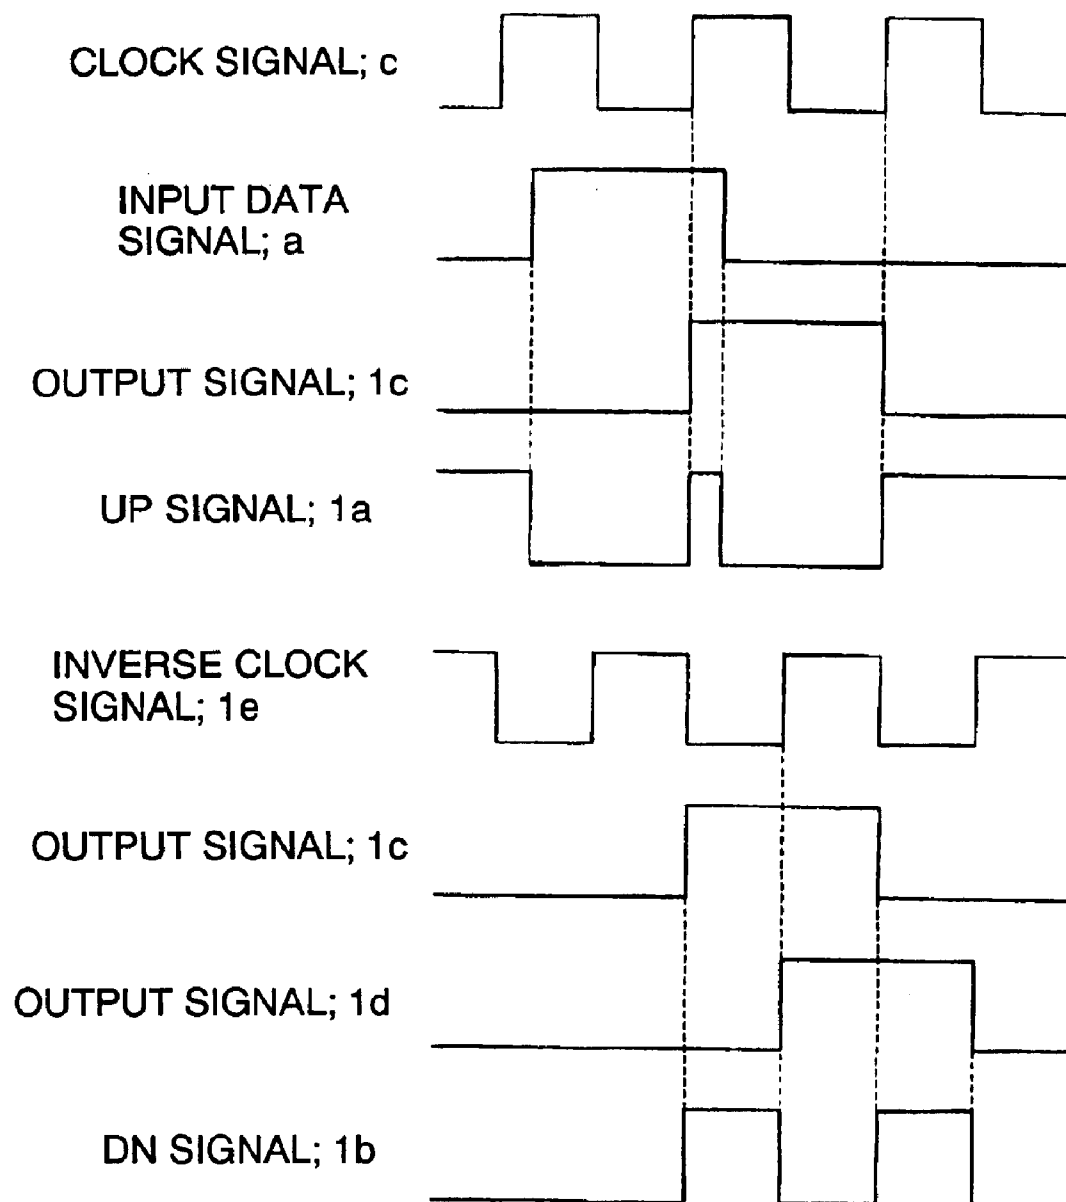 CLOCK SIGNAL; c
INPUT DATA
SIGNAL; a
OUTPUT SIGNAL; 1c
UP SIGNAL; 1a
INVERSE CLOCK
SIGNAL; 1e
OUTPUT SIGNAL; 1c
OUTPUT SIGNAL; 1d
DN SIGNAL; 1b